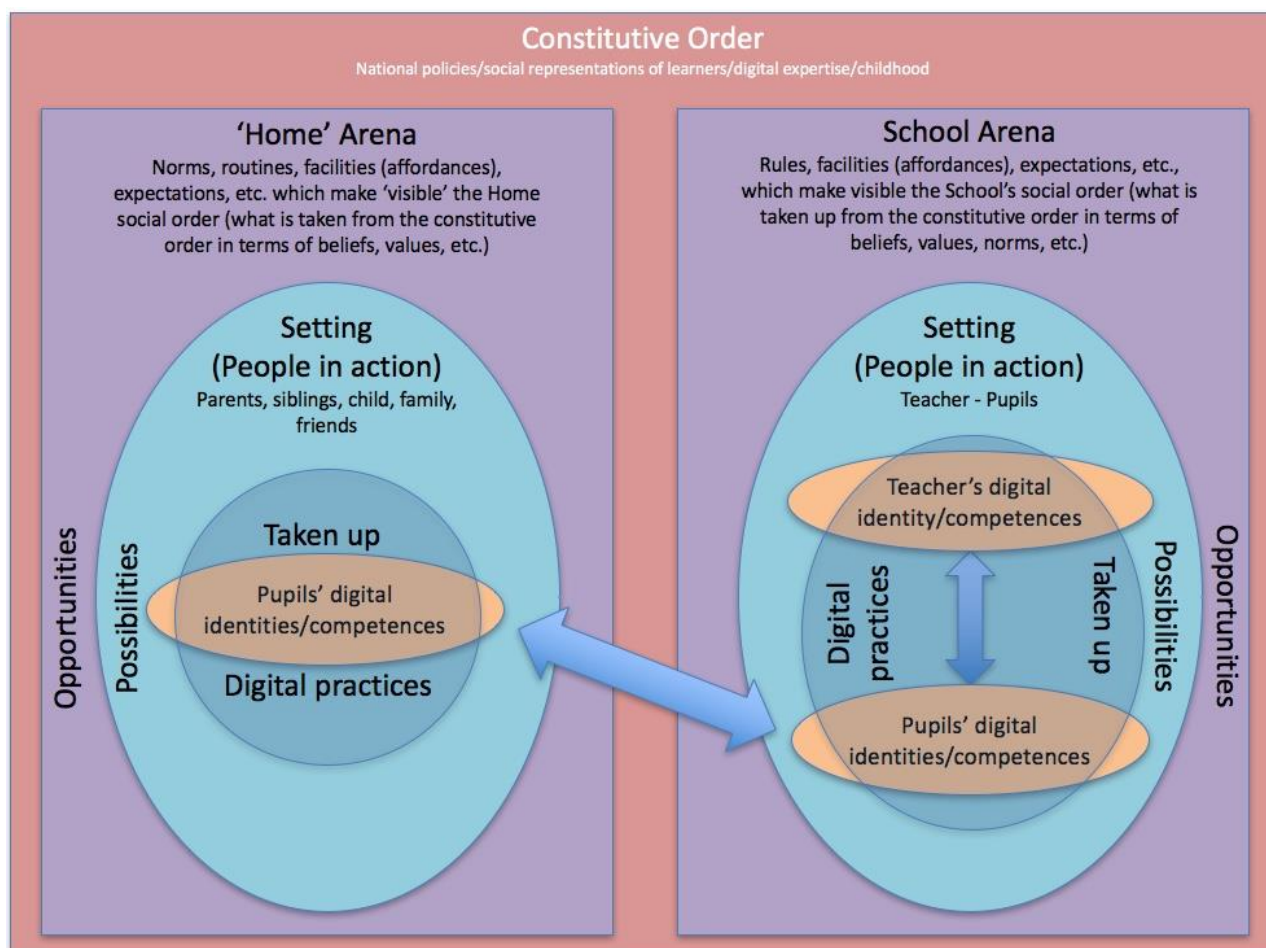 Constitutive Order
National policies/social representations of learners/digital expertise/childhood
‘Home’ Arena
Norms, routines, facilities (affordances),
expectations, etc. which make ‘visible’ the Home
social order (what is taken from the constitutive
order in terms of beliefs, values, etc.)
Setting
(People in action)
Parents, siblings, child, family,
friends
Opportunities
Possibilities
Taken up
Pupils’ digital
identities/competences
Digital practices
School Arena
Rules, facilities (affordances), expectations, etc.,
which make visible the School’s social order (what is
taken up from the constitutive order in terms of
beliefs, values, norms, etc.)
Setting
(People in action)
Teacher - Pupils
Teacher’s digital
identity/competences
Digital
practices
Taken up
Possibilities
Opportunities
Pupils’ digital
identities/competences